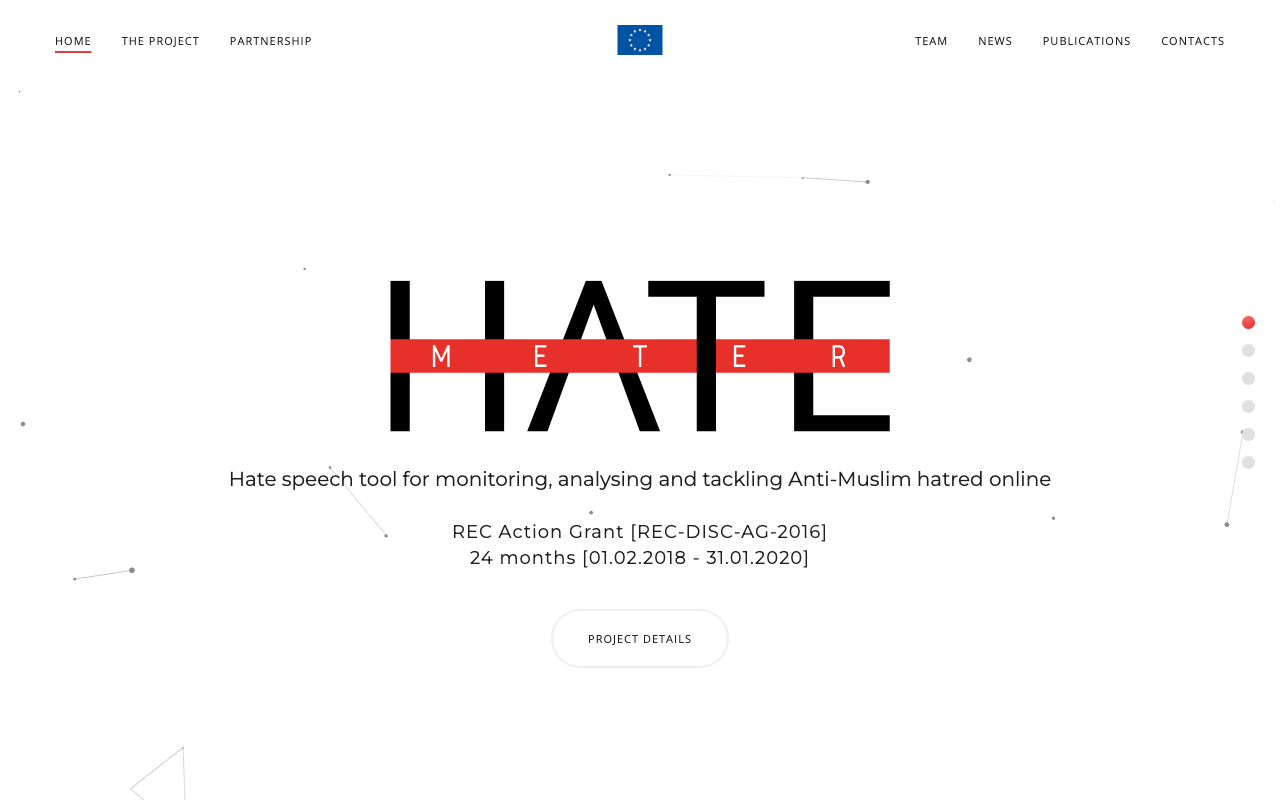 HOME THE PROJECT PARTNERSHIP TEAM NEWS PUBLICATIONS CONTACTS
HATE
METER
Hate speech tool for monitoring, analysing and tackling Anti-Muslim hatred online
REC Action Grant [REC-DISC-AG-2016]
24 months [01.02.2018 - 31.01.2020]
PROJECT DETAILS